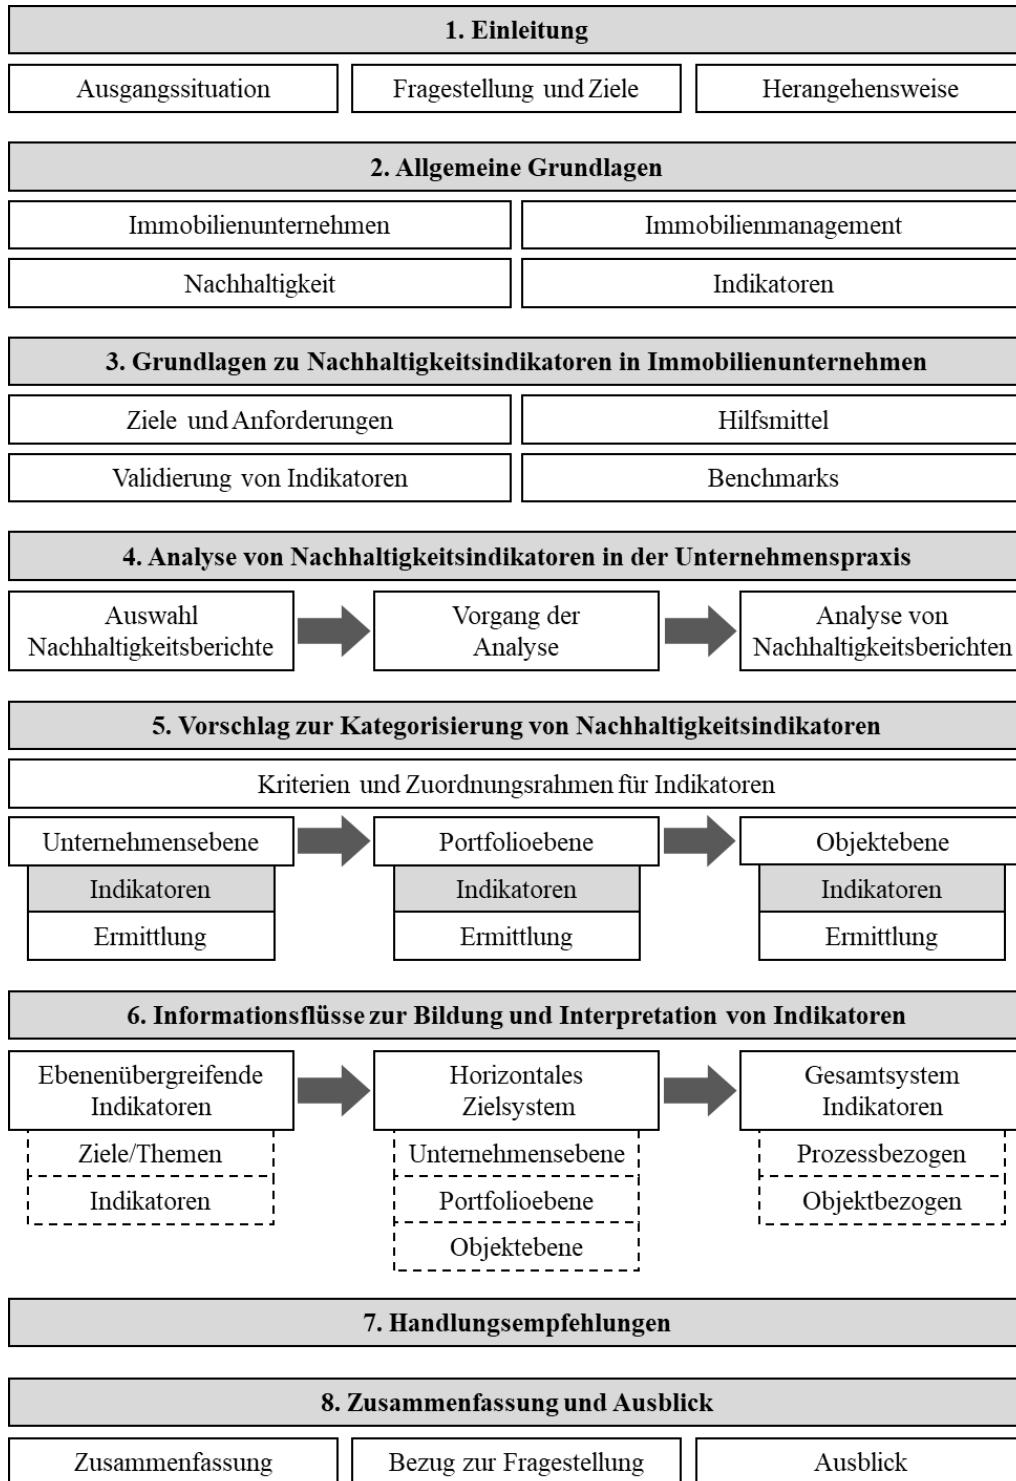 1. Einleitung
Ausgangssituation
Fragestellung und Ziele
Herangehensweise
2. Allgemeine Grundlagen
Immobilienunternehmen
Immobilienmanagement
Nachhaltigkeit
Indikatoren
3. Grundlagen zu Nachhaltigkeitsindikatoren in Immobilienunternehmen
Ziele und Anforderungen
Hilfsmittel
Validierung von Indikatoren
Benchmarks
4. Analyse von Nachhaltigkeitsindikatoren in der Unternehmenspraxis
Auswahl
Nachhaltigkeitsberichte
Vorgang der
Analyse
Analyse von
Nachhaltigkeitsberichten
5. Vorschlag zur Kategorisierung von Nachhaltigkeitsindikatoren
Kriterien und Zuordnungsrahmen für Indikatoren
Unternehmensebene
Portfolioebene
Objektebene
Indikatoren
Indikatoren
Indikatoren
Ermittlung
Ermittlung
Ermittlung
6. Informationsflüsse zur Bildung und Interpretation von Indikatoren
Ebenenübergreifende
Indikatoren
Horizontales
Zielsystem
Gesamtsystem
Indikatoren
Ziele/Themen
Indikatoren
Unternehmensebene
Portfolioebene
Objektebene
Prozessbezogen
Objektbezogen
7. Handlungsempfehlungen
8. Zusammenfassung und Ausblick
Zusammenfassung
Bezug zur Fragestellung
Ausblick